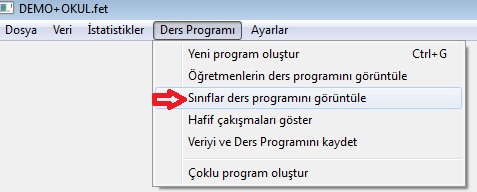 DEMO+OKUL.fet
Dosya Veri İstatistikler Ders Programı Ayarlar
Yeni program oluştur Ctrl+G
Öğretmenlerin ders programını görüntüle
Sınıflar ders programını görüntüle
Hafif çakışmaları göster
Veriyi ve Ders Programını kaydet
Çoklu program oluştur